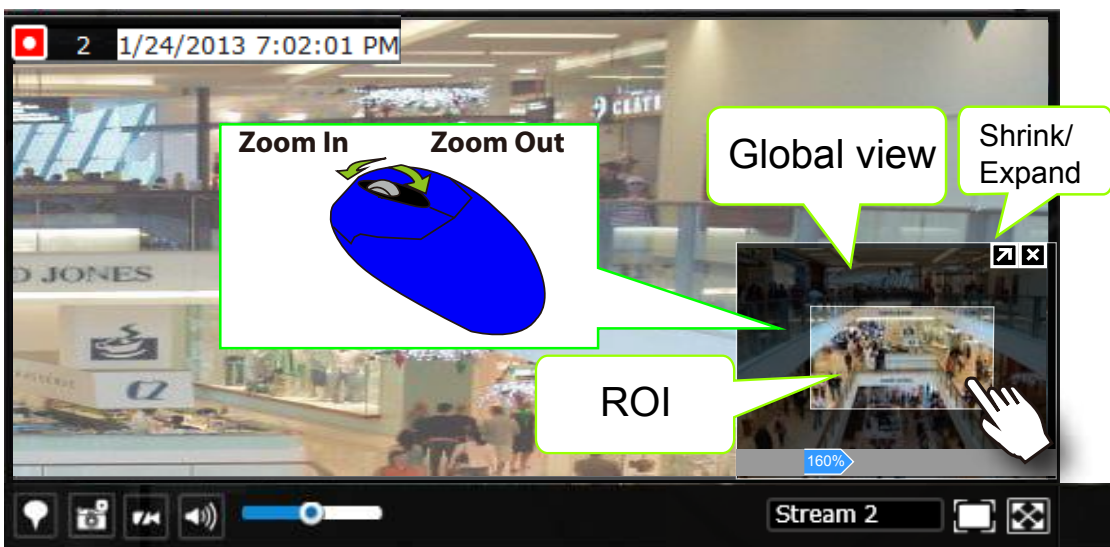 2 1/24/2013 7:02:01 PM
Zoom In Zoom Out
Global view
Shrink/
Expand
D JONES
ROI
160%
Stream 2